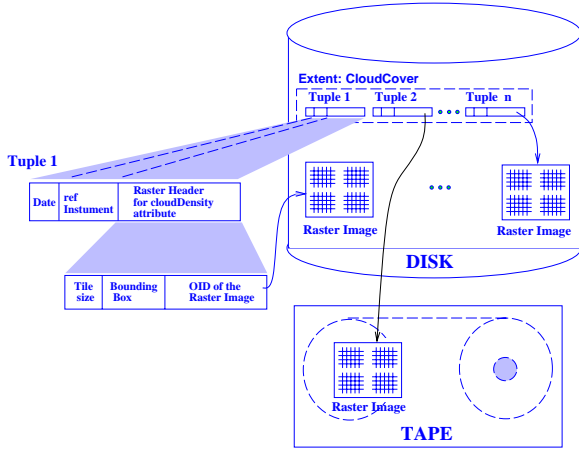 Extent: CloudCover
Tuple 1 Tuple 2 Tuple n
Tuple 1
Date
ref
Instument
Raster Header
for cloudDensity
attribute
Raster Image
Raster Image
DISK
Tile
size
Bounding
Box
OID of the
Raster Image
Raster Image
TAPE